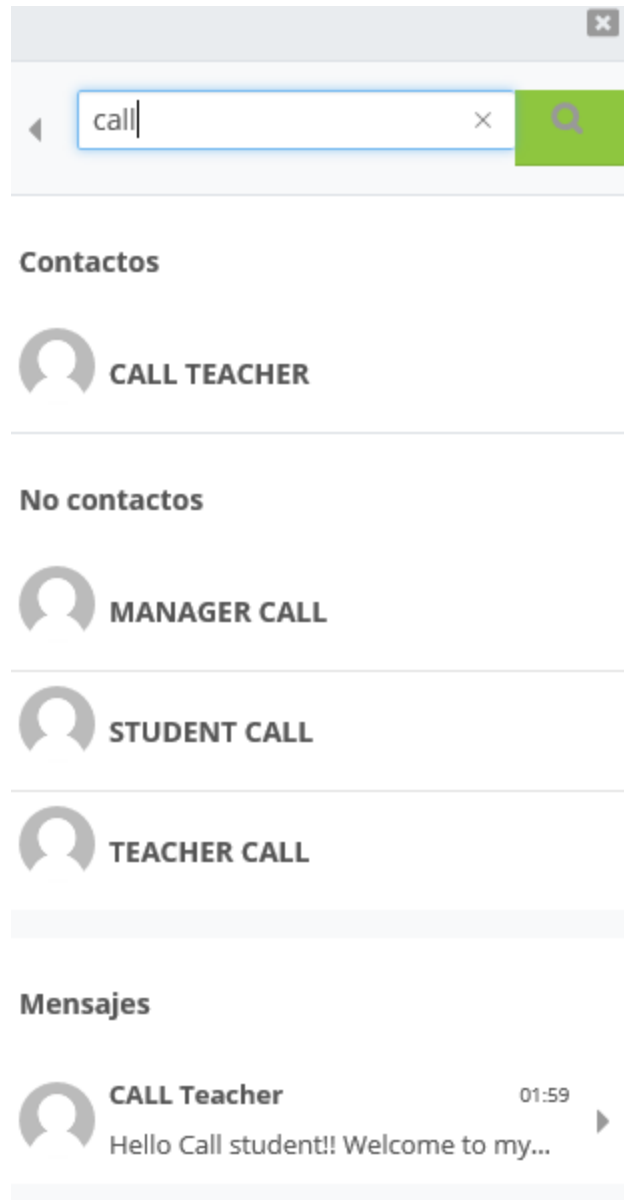 call
Contactos
CALL TEACHER
No contactos
MANAGER CALL
STUDENT CALL
TEACHER CALL
Mensajes
CALL Teacher 01:59
Hello Call student!! Welcome to my...